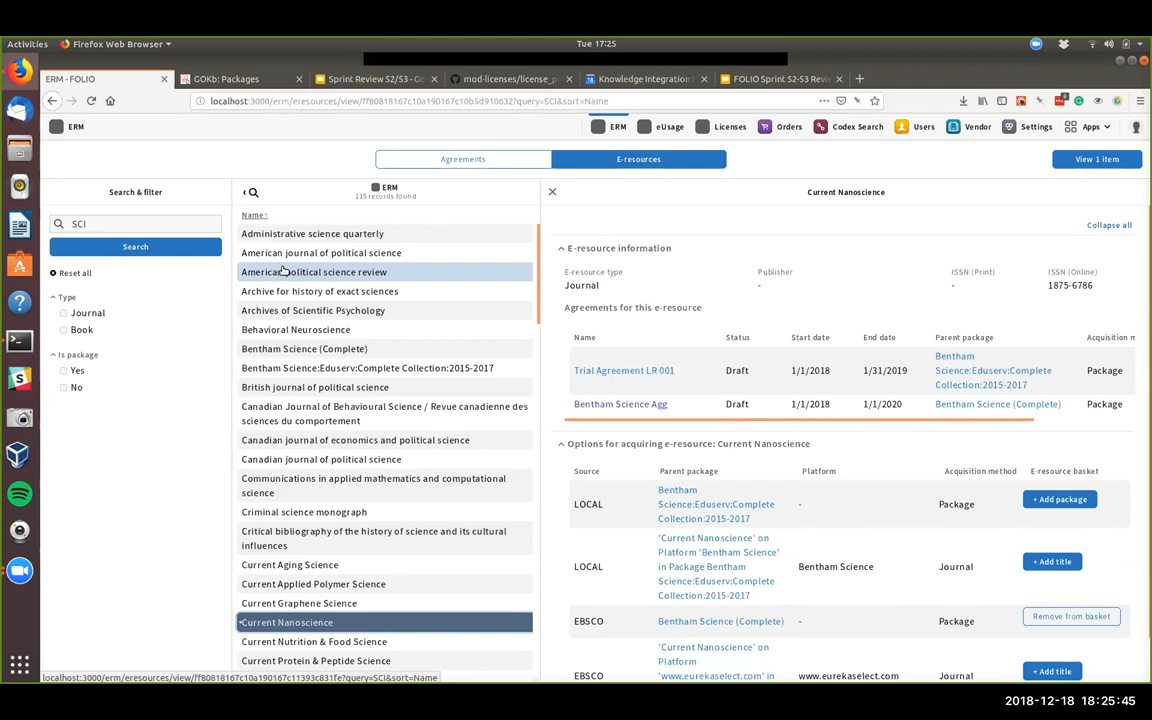 Activities Firefox Web Browser Tue 17:25
ERM - FOLIO GOKb: Packages Sprint Review 52/53 - Go mod-licenses/license_p Knowledge Integration FOLIO Sprint 52-53 Revi
localhost:3000/erm/eresources/view/ff80818167c10a190167c10b5d910632?query=SCI&sort=Name
ERM ERM eUsage Licenses Orders Codex Search Users Vendor Settings Apps
Agreements E-resources View 1 item
Search & filter
SCI
Search
Reset all
Type
Journal
Book
Is package
Yes
No
ERM
115 records found
Name↑
Administrative science quarterly
American journal of political science
American political science review
Archive for history of exact sciences
Archives of Scientific Psychology
Behavioral Neuroscience
Bentham Science (Complete)
Bentham Science:Eduserv:Complete Collection:2015-2017
British journal of political science
Canadian Journal of Behavioural Science / Revue canadienne des
sciences du comportement
Canadian journal of economics and political science
Canadian journal of political science
Communications in applied mathematics and computational
science
Criminal science monograph
Critical bibliography of the history of science and its cultural
influences
Current Aging Science
Current Applied Polymer Science
Current Graphene Science
•Current Nanoscience
Current Nutrition & Food Science
Current Protein & Peptide Science
Current Nanoscience
Collapse all
E-resource information
E-resource type Publisher ISSN (Print) ISSN (Online)
Journal - - 1875-6786
Agreements for this e-resource
Name Status Start date End date Parent package Acquisition m
Trial Agreement LR 001 Draft 1/1/2018 1/31/2019 Bentham
Science:Eduserv:Complete
Collection:2015-2017 Package
Bentham Science Agg Draft 1/1/2018 1/1/2020 Bentham Science (Complete) Package
Options for acquiring e-resource: Current Nanoscience
Source Parent package Platform Acquisition method E-resource basket
LOCAL Bentham
Science:Eduserv:Complete
Collection:2015-2017 - Package + Add package
LOCAL 'Current Nanoscience' on
Platform 'Bentham Science'
in Package Bentham
Science:Eduserv:Complete
Collection:2015-2017 Bentham Science Journal + Add title
EBSCO Bentham Science (Complete) - Package Remove from basket
'Current Nanoscience' on
Platform
EBSCO 'www.eurekaselect.com' in www.eurekaselect.com Journal + Add title
localhost:3000/erm/eresources/view/ff80818167c10a190167c11393c831fe?query=SCI&sort=Name
2018-12-18 18:25:45